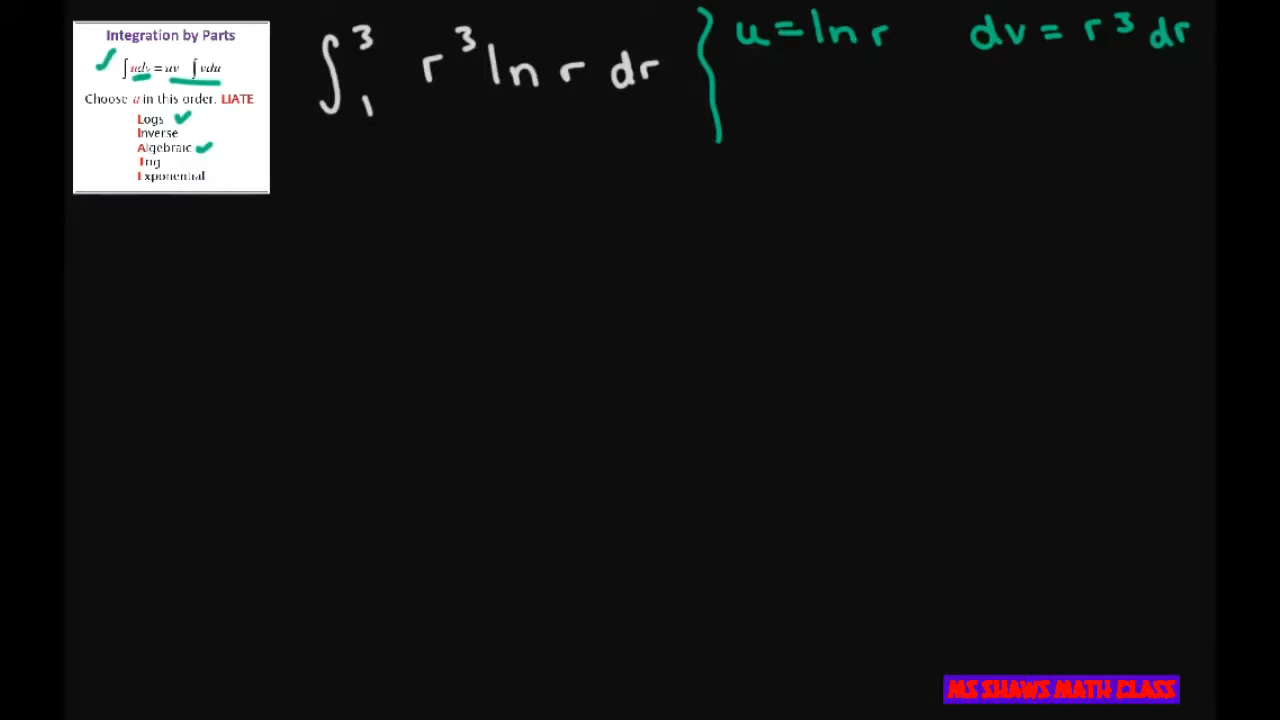 Integration by Parts
∫ udv = uv ∫ vdu
Choose u in this order. LIATE
Logs
Inverse
Algebraic
Trig
Exponential
∫₁³ r³ ln r dr
u = ln r dv = r³ dr
MS SHAWS MATH CLASS